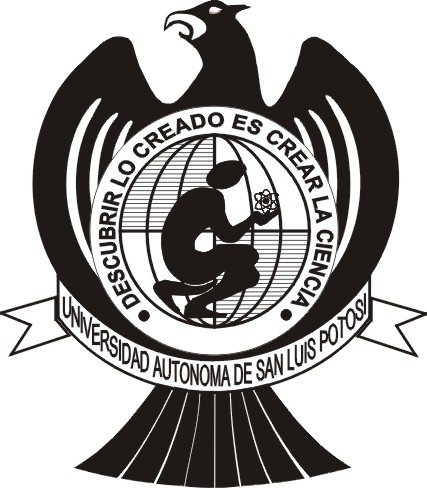 DESCUBRIR LO CREADO ES CREAR LA CIENCIA
UNIVERSIDAD AUTONOMA DE SAN LUIS POTOSI